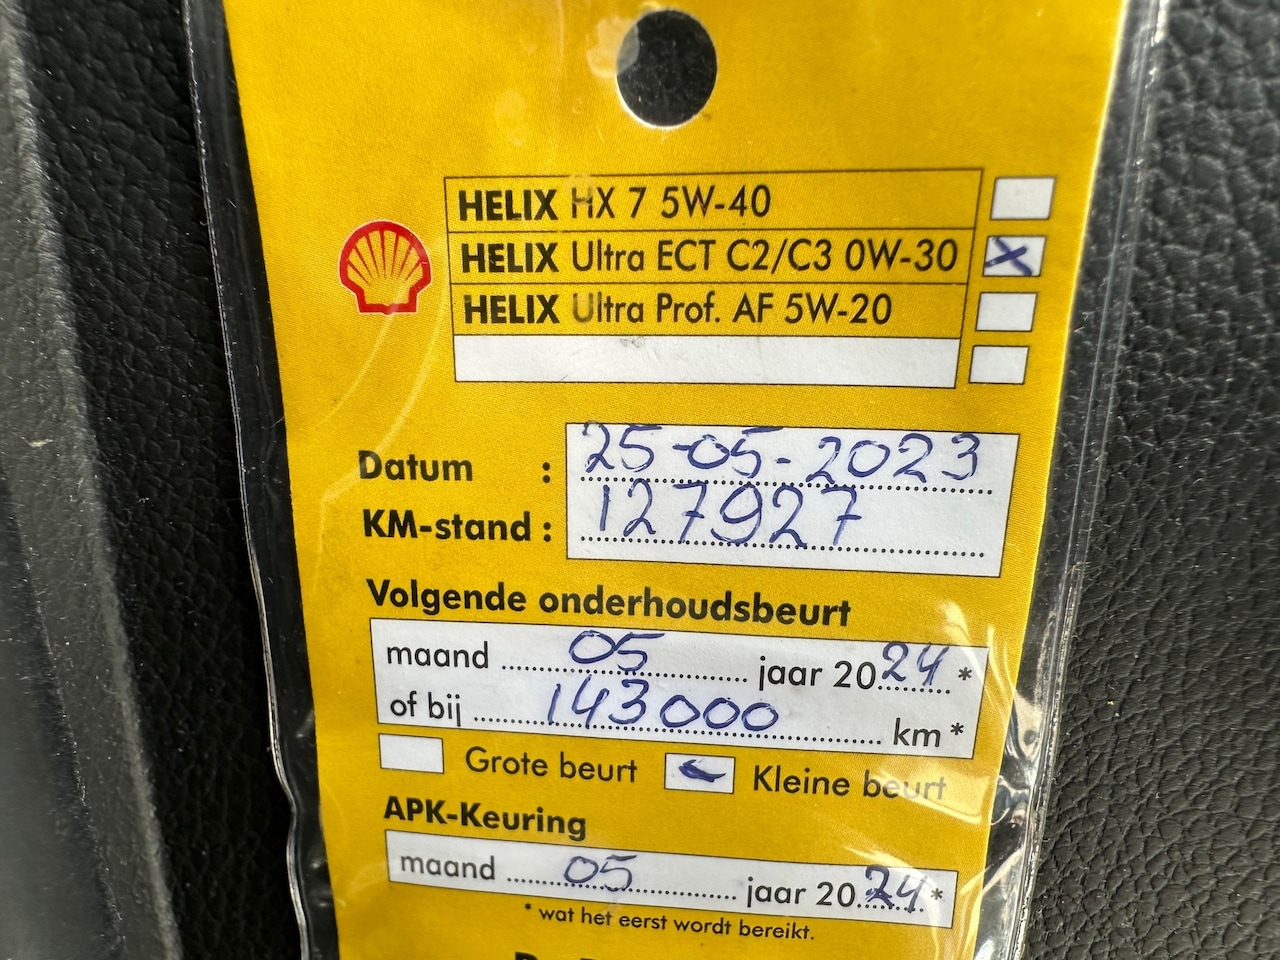 HELIX HX 7 5W-40
HELIX Ultra ECT C2/C3 0W-30
HELIX Ultra Prof. AF 5W-20
Datum : 25-05-2023
KM-stand : 127927
Volgende onderhoudsbeurt
maand 05 jaar 2024 *
of bij 143000 km *
Grote beurt Kleine beurt
APK-Keuring
maand 05 jaar 2024 *
* wat het eerst wordt bereikt.